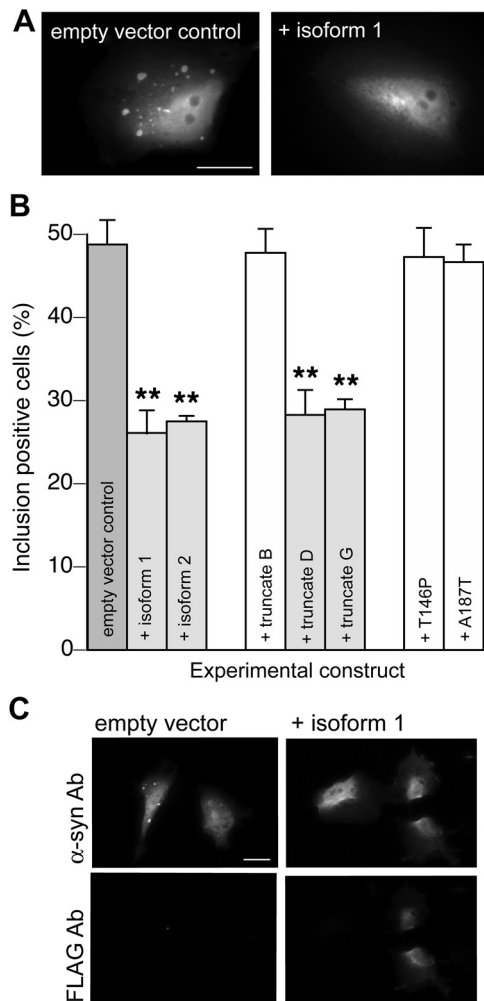 A
empty vector control
+ isoform 1
B
Inclusion positive cells (%)
50
40
30
20
10
0
** ** ** **
empty vector control
+ isoform 1
+ isoform 2
+ truncate B
+ truncate D
+ truncate G
+ T146P
+ A187T
Experimental construct
C
empty vector
+ isoform 1
α-syn Ab
FLAG Ab